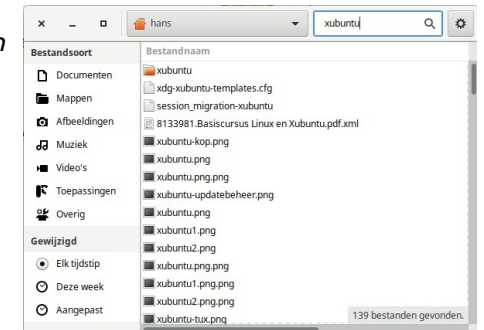 n
hans
xubuntu
Bestandsoort
Documenten
Mappen
Afbeeldingen
Muziek
Video's
Toepassingen
Overig
Gewijzigd
Elk tijdstip
Deze week
Aangepast
Bestandnaam
xubuntu
xdg-xubuntu-templates.cfg
session_migration-xubuntu
8133981.Basiscursus Linux en Xubuntu.pdf.xml
xubuntu-kop.png
xubuntu.png
xubuntu.png.png
xubuntu-updatebeheer.png
xubuntu.png
xubuntu1.png
xubuntu2.png
xubuntu.png.png
xubuntu1.png.png
xubuntu2.png.png
xubuntu-tux.png
139 bestanden gevonden.